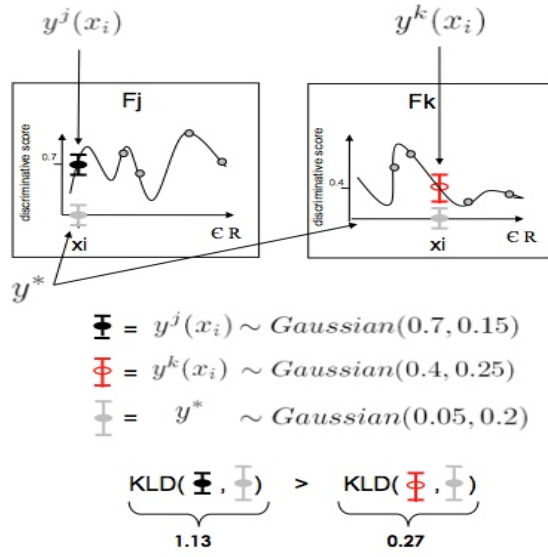 y^j(x_i) y^k(x_i)
Fj Fk
discriminative score 0.7 discriminative score 0.4
xi ϵ R xi ϵ R
y*
= y^j(x_i) ∼ Gaussian(0.7, 0.15)
= y^k(x_i) ∼ Gaussian(0.4, 0.25)
= y* ∼ Gaussian(0.05, 0.2)
KLD( , ) > KLD( , )
1.13 0.27